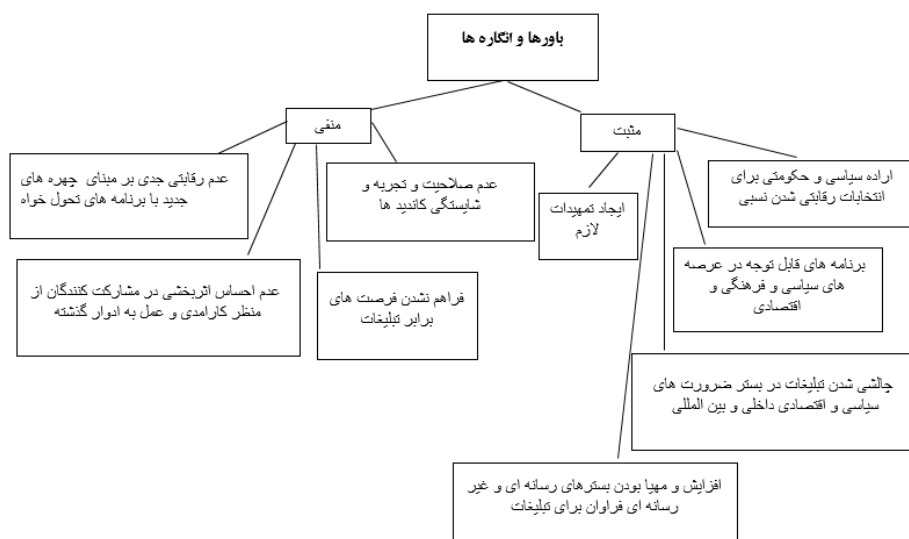 باورها و انگاره ها
مثبت
منفی
اراده سیاسی و حکومتی برای
انتخابات رقابتی شدن نسبی
ایجاد تمهیدات
لازم
عدم صلاحیت و تجربه و
شایستگی کاندید ها
عدم رقابتی جدی بر مبنای چهره های
جدید با برنامه های تحول خواه
برنامه های قابل توجه در عرصه
های سیاسی و فرهنگی و
اقتصادی
فراهم نشدن فرصت های
برابر تبلیغات
عدم احساس اثربخشی در مشارکت کنندگان از
منظر کارامدی و عمل به ادوار گذشته
چالشی شدن تبلیغات در بستر ضرورت های
سیاسی و اقتصادی داخلی و بین المللی
افزایش و مهیا بودن بسترهای رسانه ای و غیر
رسانه ای فراوان برای تبلیغات